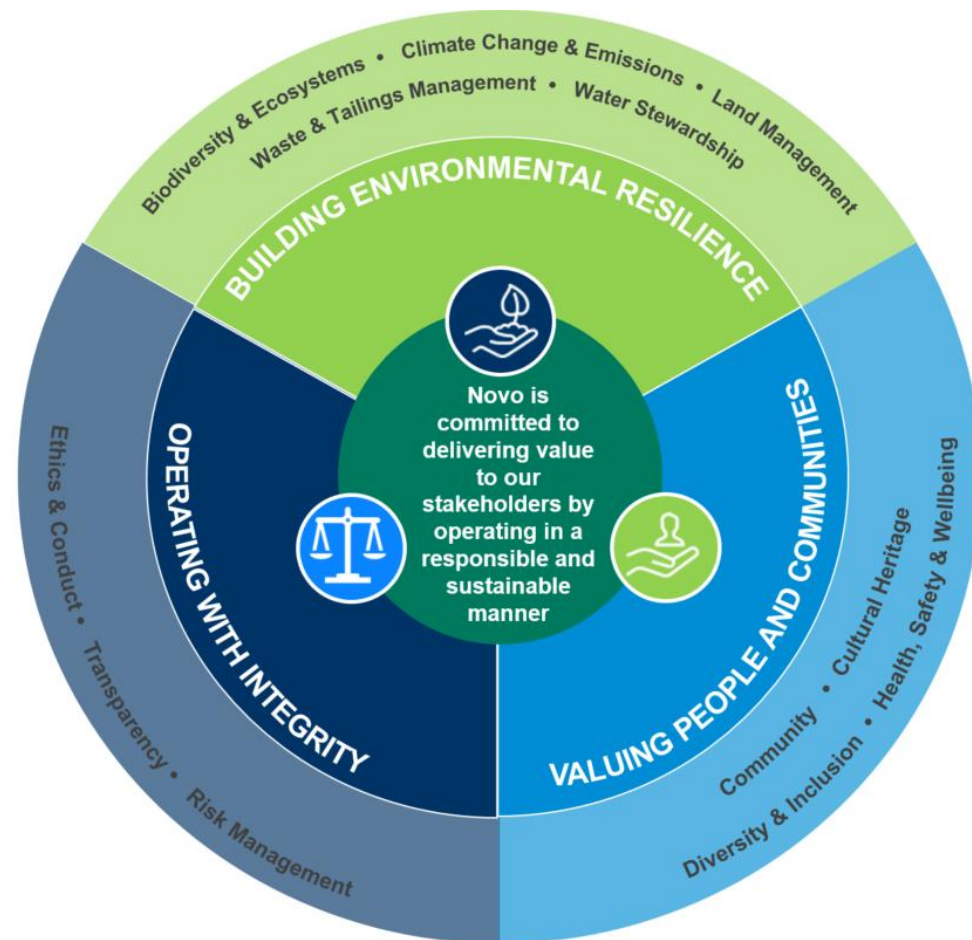 Biodiversity & Ecosystems • Climate Change & Emissions • Land Management
Waste & Tailings Management • Water Stewardship
BUILDING ENVIRONMENTAL RESILIENCE
Novo is
committed to
delivering value
to our
stakeholders by
operating in a
responsible and
sustainable
manner
OPERATING WITH INTEGRITY
Ethics & Conduct • Transparency • Risk Management
VALUING PEOPLE AND COMMUNITIES
Community • Cultural Heritage
Diversity & Inclusion • Health, Safety & Wellbeing